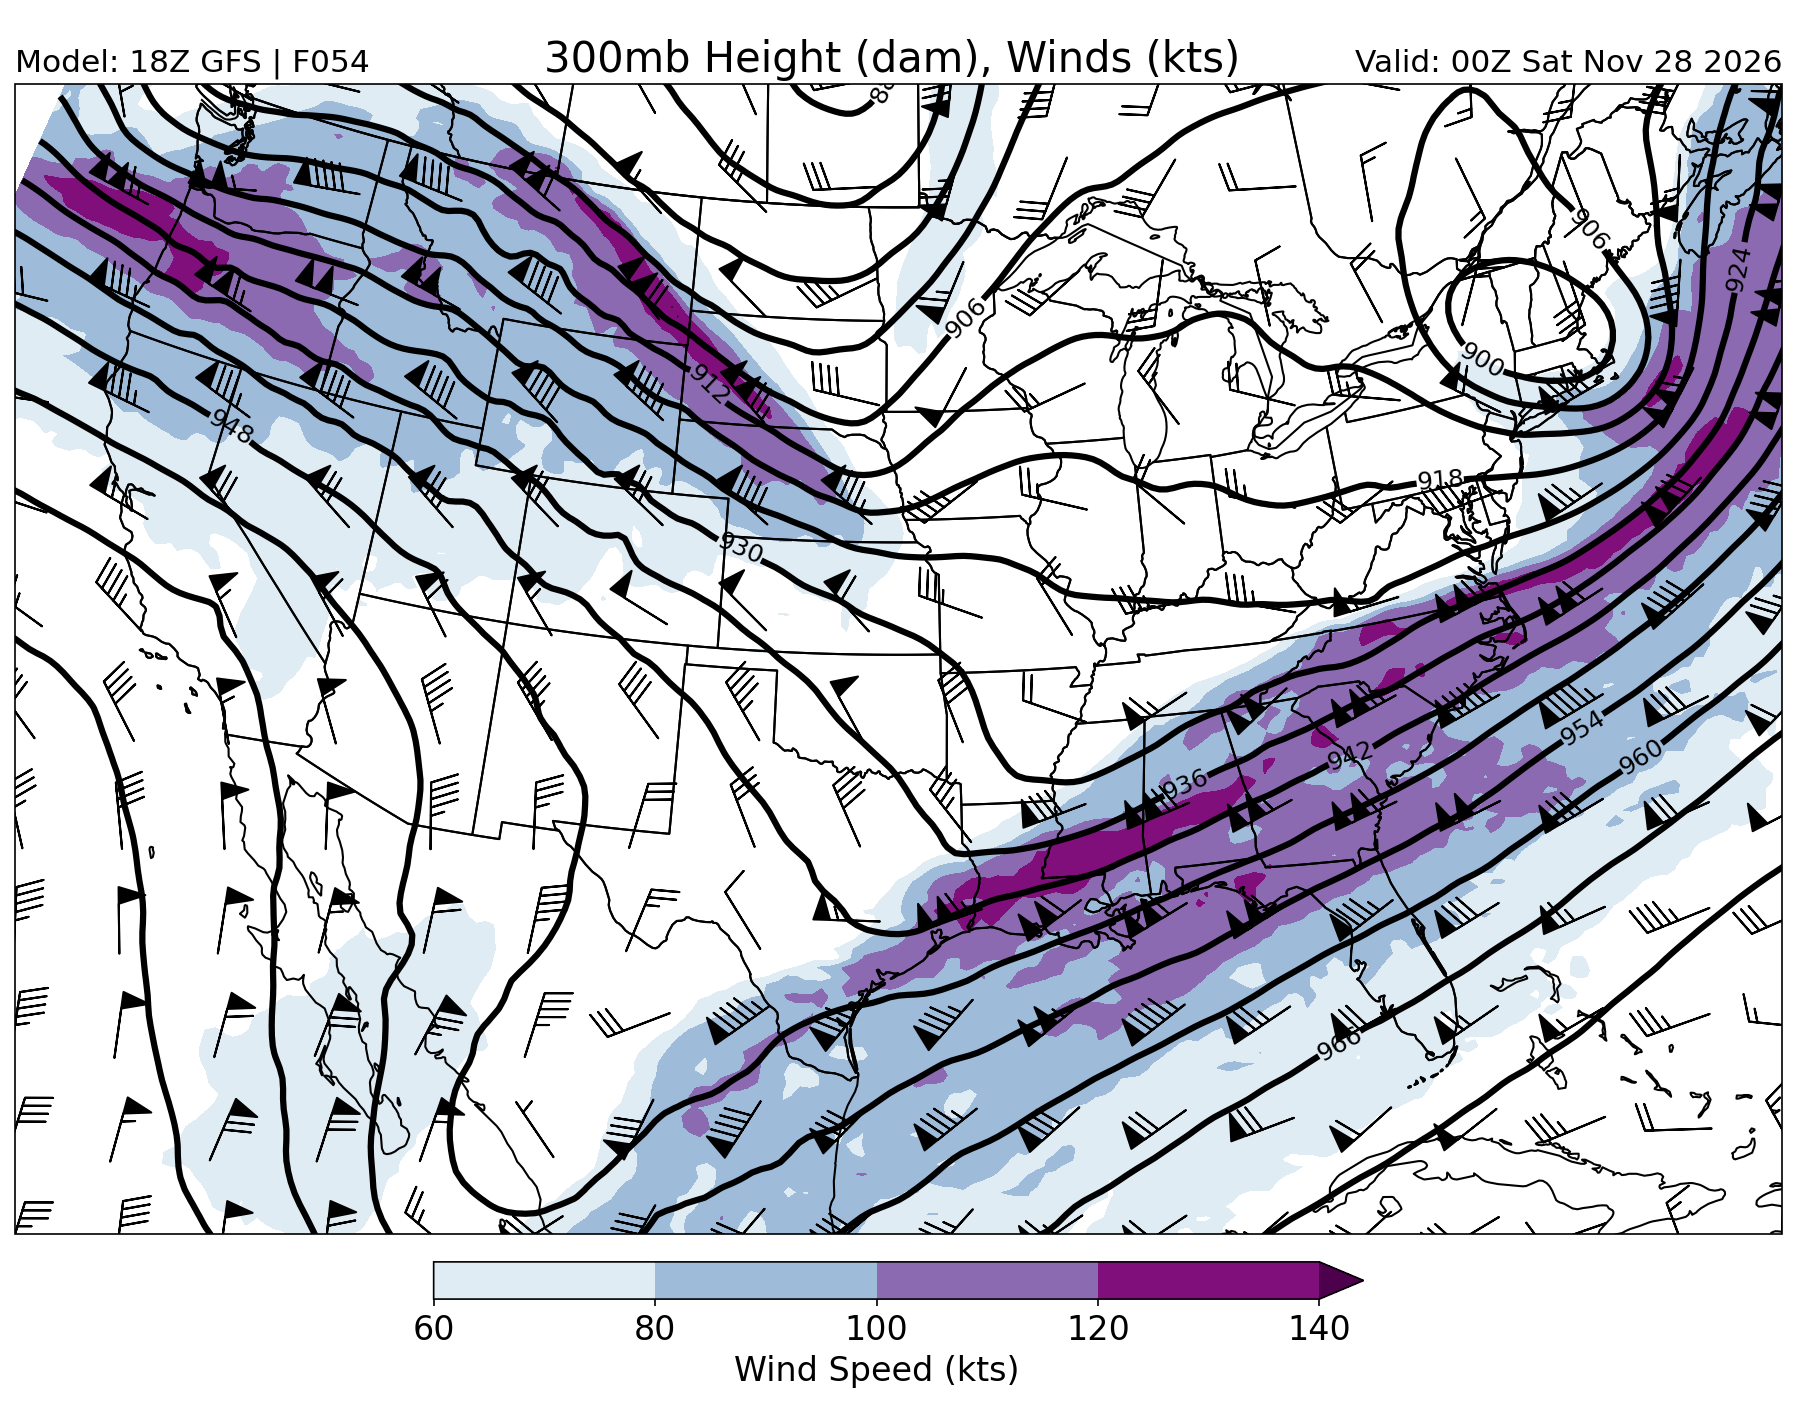 Model: 18Z GFS | F054
300mb Height (dam), Winds (kts)
Valid: 00Z Sat Nov 28 2026
906
924
906
900
912
948
918
930
954
942
960
936
966
60 80 100 120 140
Wind Speed (kts)